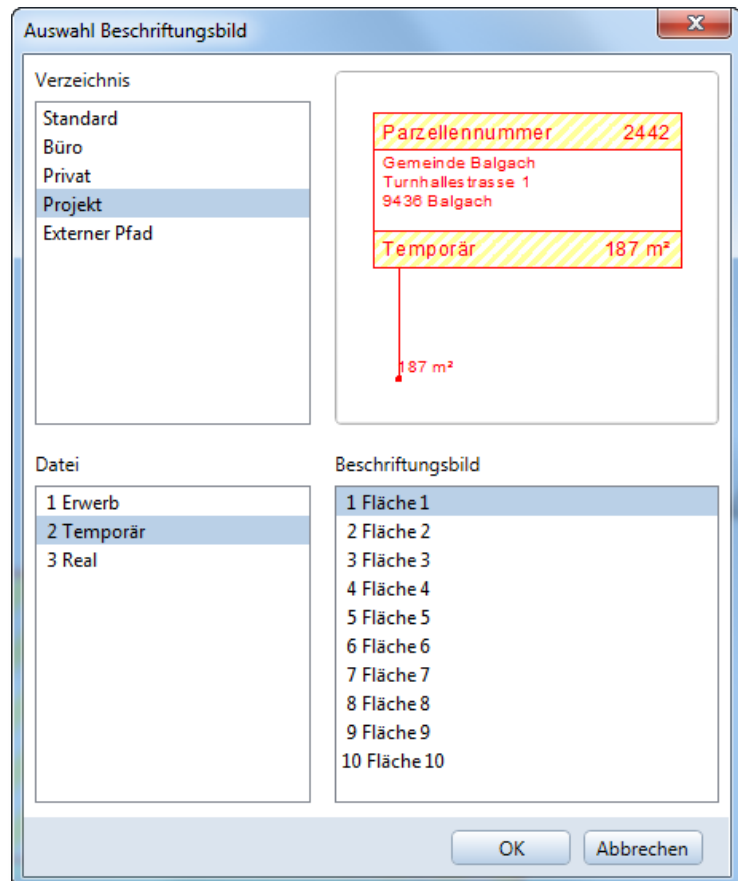 Auswahl Beschriftungsbild
Verzeichnis
Standard
Büro
Privat
Projekt
Externer Pfad
Parzellennummer 2442
Gemeinde Balgach
Turnhallestrasse 1
9436 Balgach
Temporär 187 m²
187 m²
Datei
1 Erwerb
2 Temporär
3 Real
Beschriftungsbild
1 Fläche 1
2 Fläche 2
3 Fläche 3
4 Fläche 4
5 Fläche 5
6 Fläche 6
7 Fläche 7
8 Fläche 8
9 Fläche 9
10 Fläche 10
OK Abbrechen